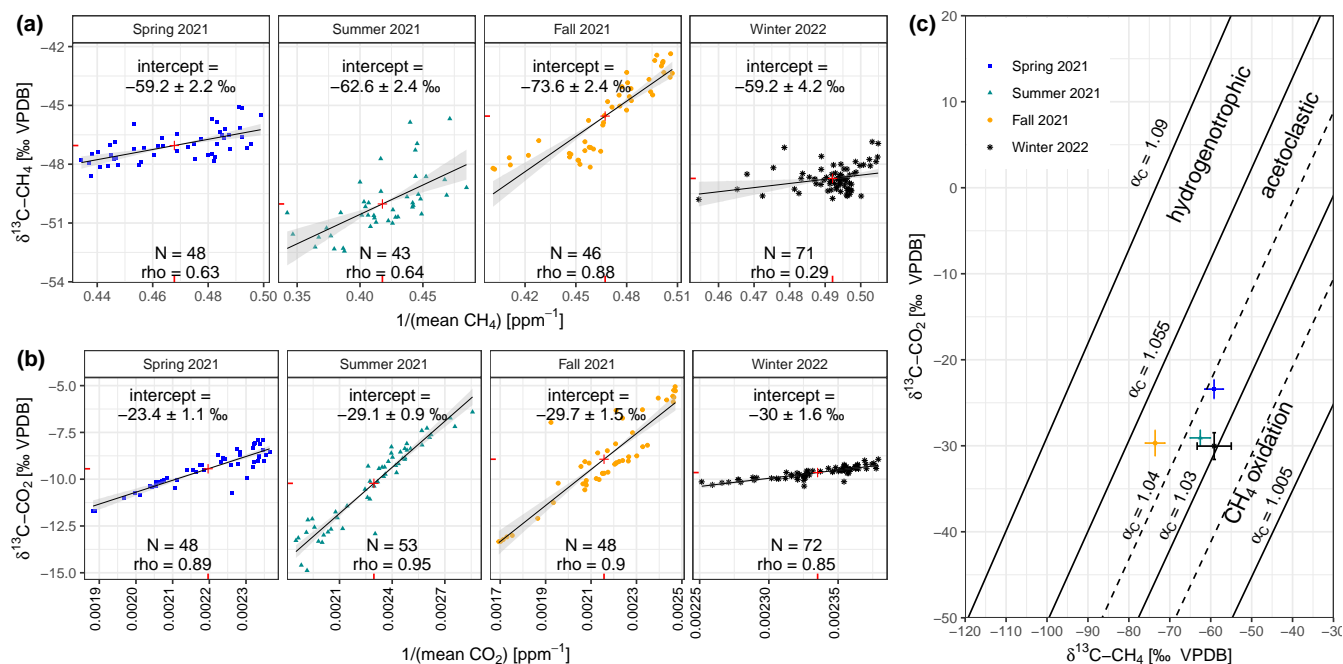 (a)
Spring 2021
Summer 2021
Fall 2021
Winter 2022
δ¹³C−CH₄ [‰ VPDB]
−42
−45
−48
−51
−54
intercept =
−59.2 ± 2.2 ‰
N = 48
rho = 0.63
intercept =
−62.6 ± 2.4 ‰
N = 43
rho = 0.64
intercept =
−73.6 ± 2.4 ‰
N = 46
rho = 0.88
intercept =
−59.2 ± 4.2 ‰
N = 71
rho = 0.29
0.44 0.46 0.48 0.50
0.35 0.40 0.45
0.42 0.45 0.48 0.51
0.46 0.48 0.49 0.50
1/(mean CH₄) [ppm⁻¹]
(b)
Spring 2021
Summer 2021
Fall 2021
Winter 2022
δ¹³C−CO₂ [‰ VPDB]
−5.0
−7.5
−10.0
−12.5
−15.0
intercept =
−23.4 ± 1.1 ‰
N = 48
rho = 0.89
intercept =
−29.1 ± 0.9 ‰
N = 53
rho = 0.95
intercept =
−29.7 ± 1.5 ‰
N = 48
rho = 0.9
intercept =
−30 ± 1.6 ‰
N = 72
rho = 0.85
0.0019 0.0020 0.0021 0.0022 0.0023
0.0021 0.0024 0.0027
0.0017 0.0019 0.0021 0.0023 0.0025
0.00225 0.00230 0.00235
1/(mean CO₂) [ppm⁻¹]
(c)
δ¹³C−CO₂ [‰ VPDB]
20
10
0
−10
−20
−30
−40
−50
Spring 2021
Summer 2021
Fall 2021
Winter 2022
α_C = 1.09
hydrogenotrophic
acetoclastic
α_C = 1.055
α_C = 1.04
α_C = 1.03
CH₄ oxidation
α_C = 1.005
−120 −110 −100 −90 −80 −70 −60 −50 −40 −30
δ¹³C−CH₄ [‰ VPDB]